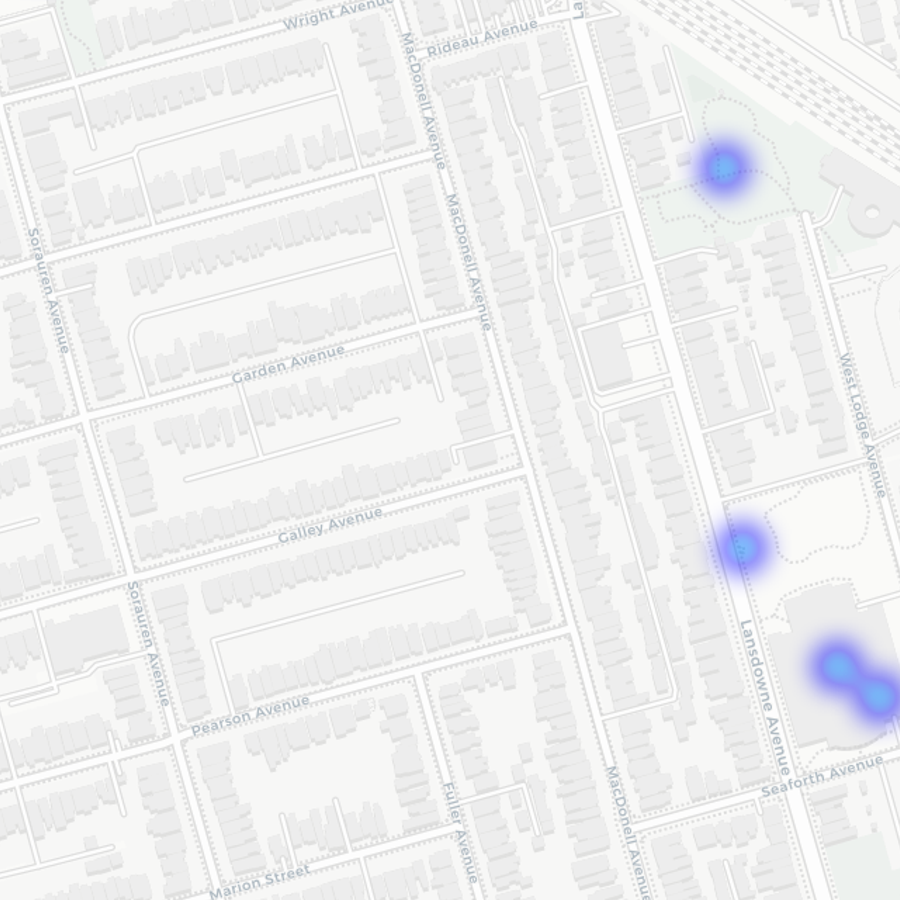 Wright Avenue
Rideau Avenue
MacDonell Avenue
MacDonell Avenue
Sorauren Avenue
Garden Avenue
West Lodge Avenue
Galley Avenue
Sorauren Avenue
Lansdowne Avenue
Pearson Avenue
Seaforth Avenue
MacDonell Avenue
Fuller Avenue
Marion Street